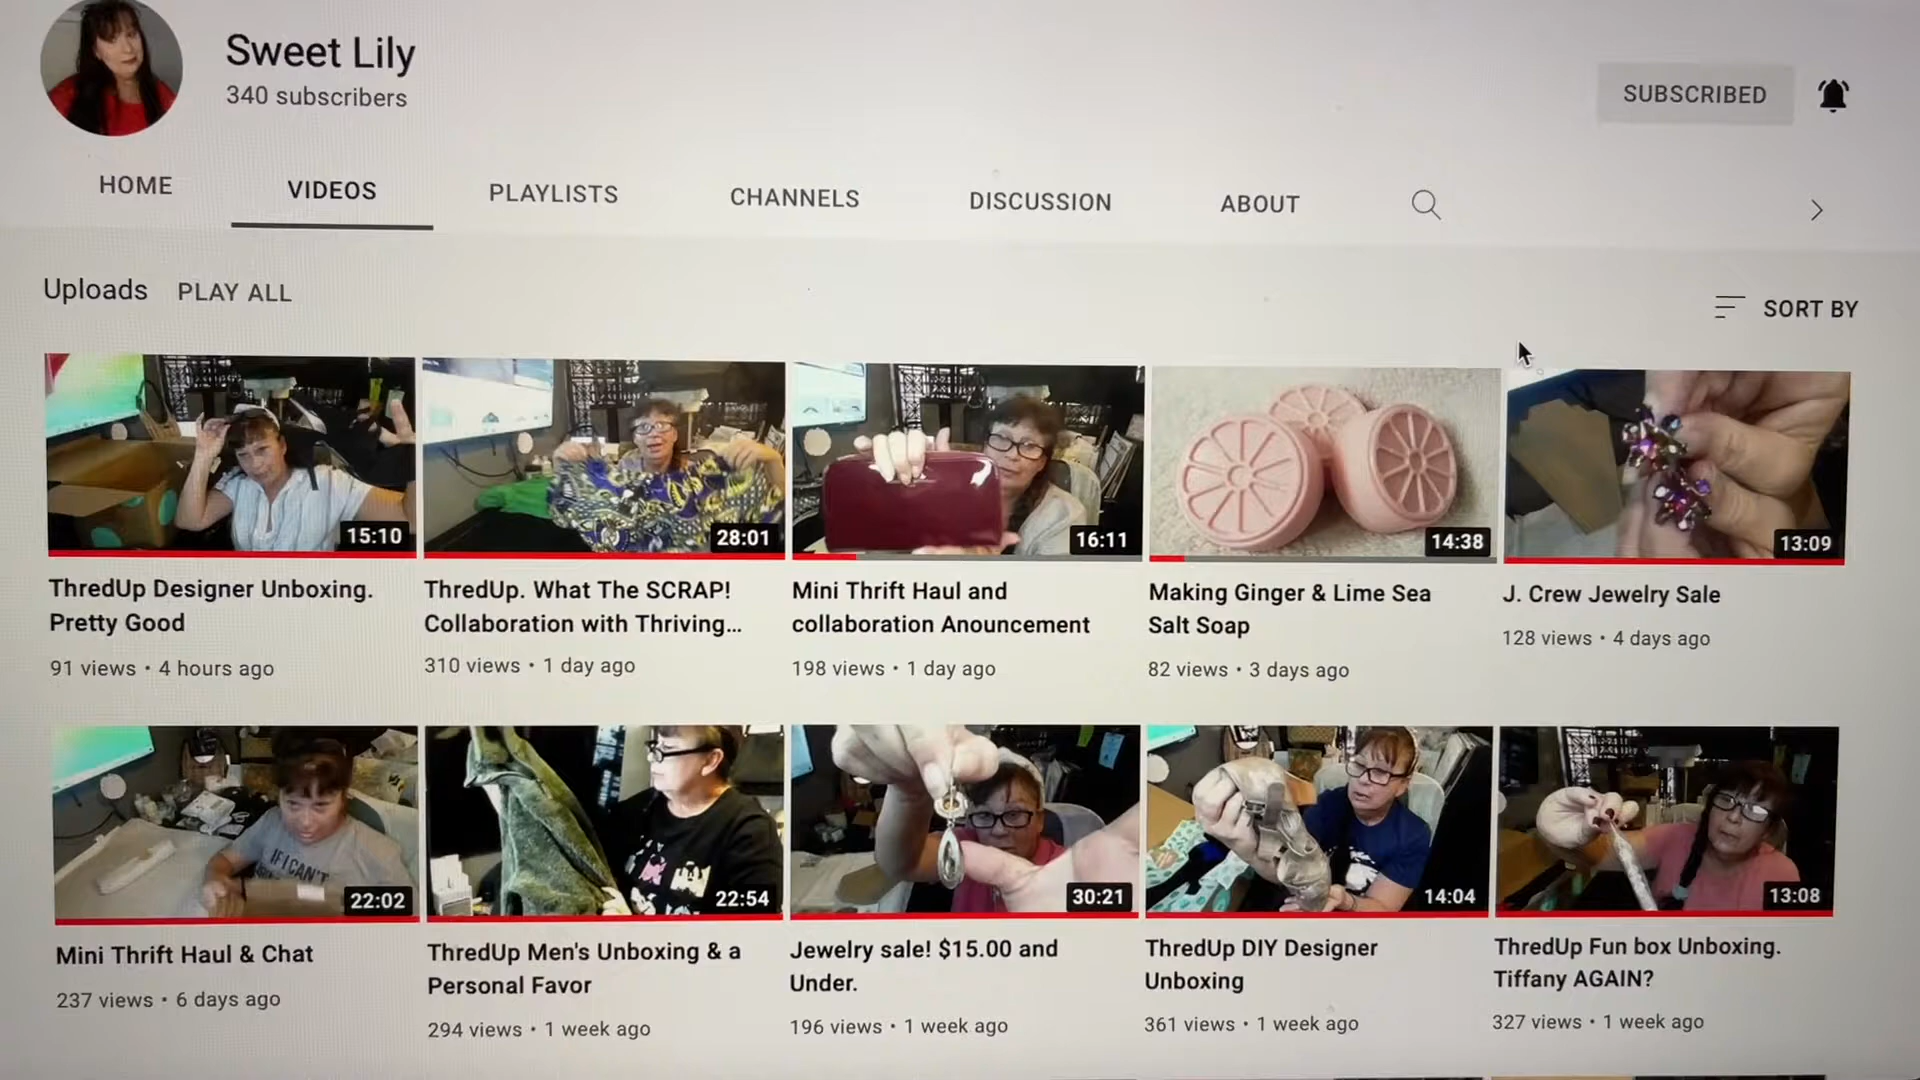 Sweet Lily
340 subscribers
SUBSCRIBED
HOME
VIDEOS
PLAYLISTS
CHANNELS
DISCUSSION
ABOUT
Uploads
PLAY ALL
SORT BY
15:10
28:01
16:11
14:38
13:09
ThredUp Designer Unboxing.
Pretty Good
91 views • 4 hours ago
ThredUp. What The SCRAP!
Collaboration with Thriving...
310 views • 1 day ago
Mini Thrift Haul and
collaboration Anouncement
198 views • 1 day ago
Making Ginger & Lime Sea
Salt Soap
82 views • 3 days ago
J. Crew Jewelry Sale
128 views • 4 days ago
IF I CAN'T
22:02
22:54
30:21
14:04
13:08
Mini Thrift Haul & Chat
237 views • 6 days ago
ThredUp Men's Unboxing & a
Personal Favor
294 views • 1 week ago
Jewelry sale! $15.00 and
Under.
196 views • 1 week ago
ThredUp DIY Designer
Unboxing
361 views • 1 week ago
ThredUp Fun box Unboxing.
Tiffany AGAIN?
327 views • 1 week ago